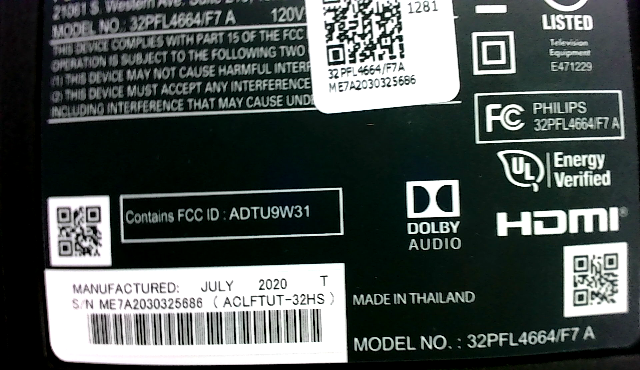 21061 S. Western Ave.
MODEL NO. : 32PFL4664/F7 A 120V
THIS DEVICE COMPLIES WITH PART 15 OF THE FCC
OPERATION IS SUBJECT TO THE FOLLOWING TWO
(1) THIS DEVICE MAY NOT CAUSE HARMFUL INTERF
(2) THIS DEVICE MUST ACCEPT ANY INTERFERENCE
INCLUDING INTERFERENCE THAT MAY CAUSE UND
1281
32PFL4664/F7A
ME7A2030325686
LISTED
Television
Equipment
E471229
FC PHILIPS
32PFL4664/F7 A
UL Energy
Verified
Contains FCC ID : ADTU9W31
DOLBY
AUDIO
HDMI®
MANUFACTURED: JULY 2020 T
S/N ME7A2030325686 ( ACLFTUT-32HS )
MADE IN THAILAND
MODEL NO. : 32PFL4664/F7 A